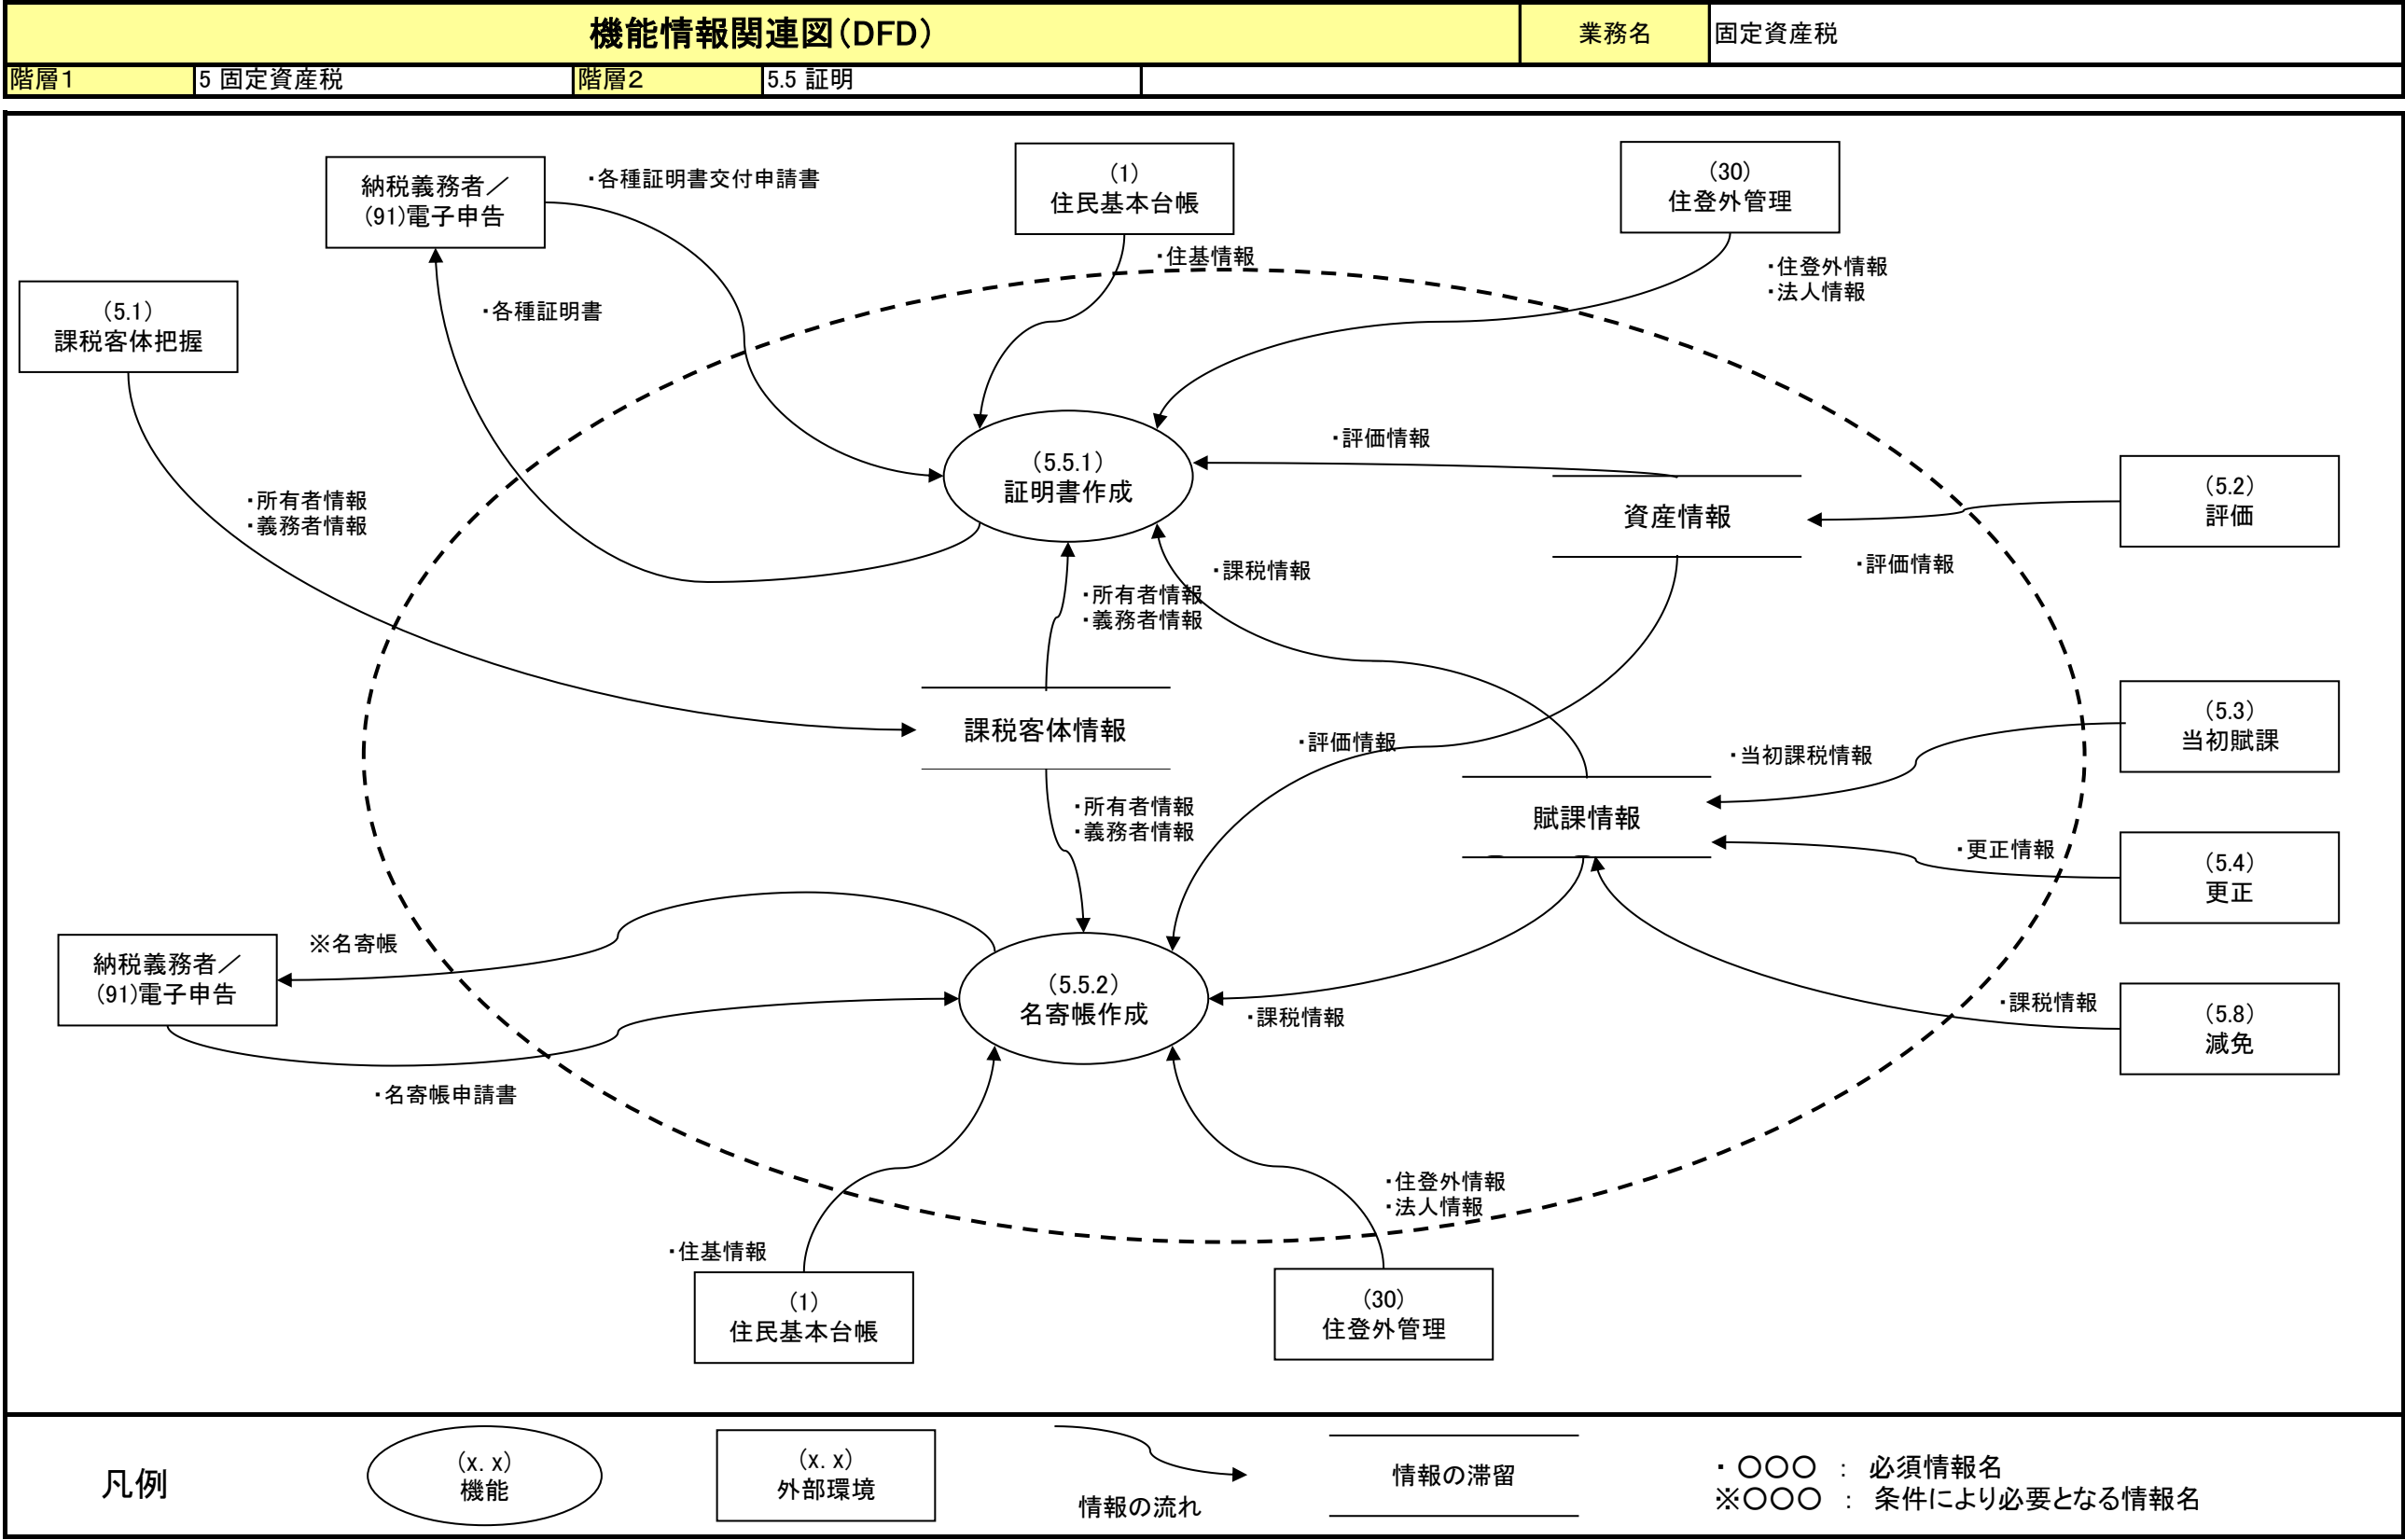 機能情報関連図（DFD）
業務名
固定資産税
階層１
5 固定資産税
階層２
5.5 証明
納税義務者／
(91)電子申告
・各種証明書交付申請書
(1)
住民基本台帳
(30)
住登外管理
・住基情報
・住登外情報
・法人情報
(5.1)
課税客体把握
・各種証明書
・所有者情報
・義務者情報
(5.5.1)
証明書作成
・評価情報
資産情報
(5.2)
評価
・評価情報
・課税情報
・所有者情報
・義務者情報
課税客体情報
・評価情報
(5.3)
当初賦課
・当初課税情報
賦課情報
・所有者情報
・義務者情報
・更正情報
(5.4)
更正
※名寄帳
納税義務者／
(91)電子申告
(5.5.2)
名寄帳作成
・課税情報
・課税情報
(5.8)
減免
・名寄帳申請書
・住登外情報
・法人情報
・住基情報
(1)
住民基本台帳
(30)
住登外管理
凡例
(x. x)
機能
(x. x)
外部環境
情報の流れ
情報の滞留
・ 〇〇〇 ： 必須情報名
※〇〇〇 ： 条件により必要となる情報名